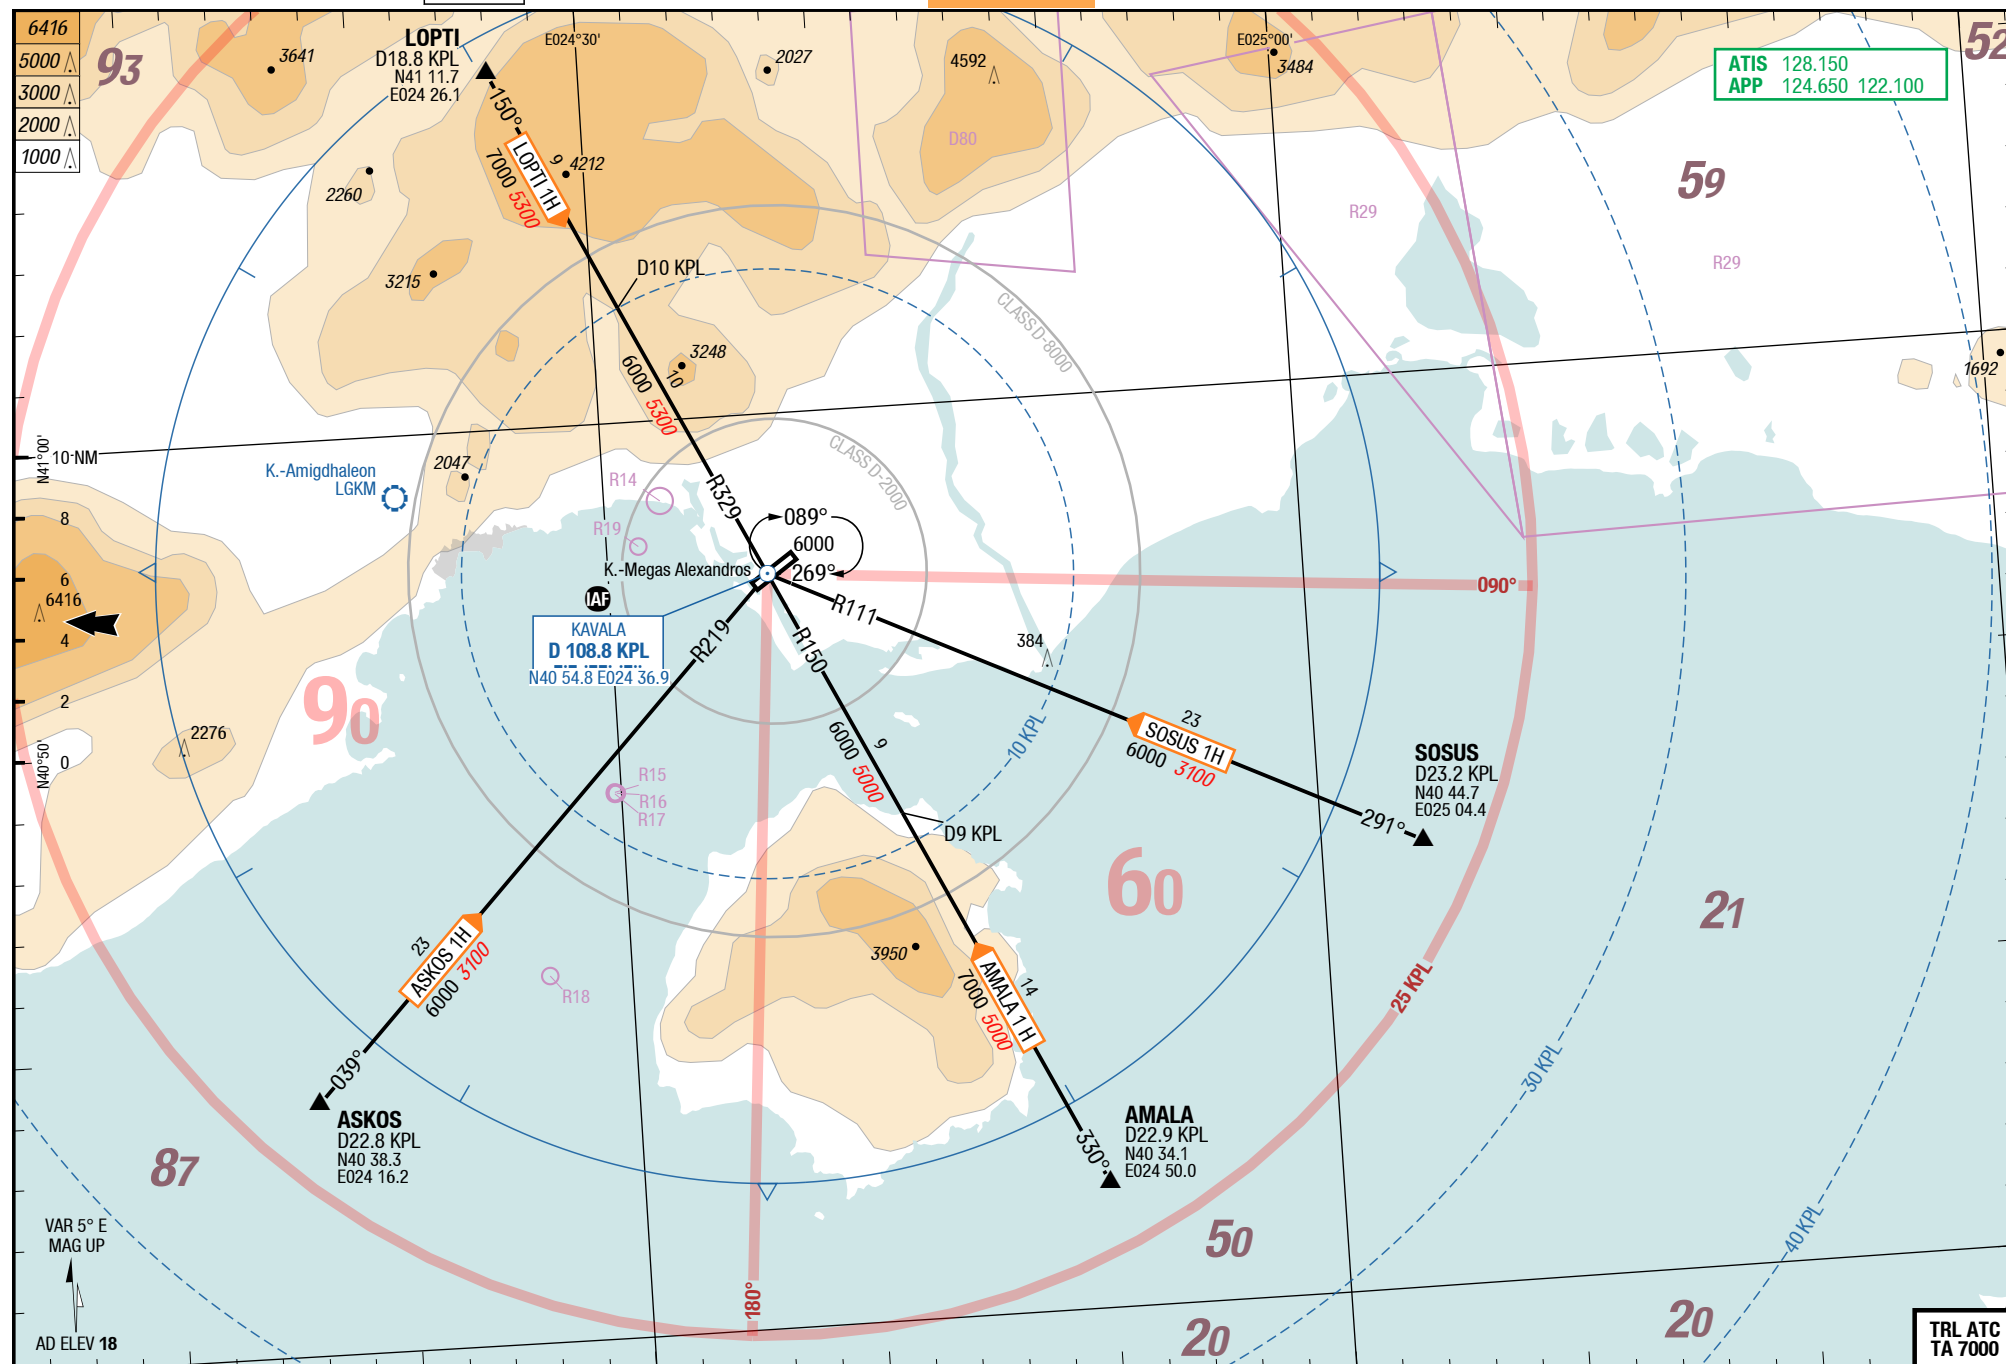 6416
5000
3000
2000
1000
93
3641
LOPTI
D18.8 KPL
N41 11.7
E024 26.1
E024°30'
2027
4592
E025°00'
3484
52
ATIS 128.150
APP 124.650 122.100
150°
LOPTI 1H
9
7000 5300
4212
2260
D80
R29
59
R29
3215
D10 KPL
CLASS D-8000
3248
10
6000 5300
1692
N41°00'
10 NM
8
6
4
2
0
N40°50'
K.-Amigdhaleon
LGKM
2047
R14
R19
R329
CLASS D-2000
089°
6000
269°
K.-Megas Alexandros
090°
6416
IAF
KAVALA
D 108.8 KPL
N40 54.8 E024 36.9
R219
R150
R111
384
90
2276
R15
R16
R17
9
6000 5000
10 KPL
D9 KPL
23
SOSUS 1H
6000 3100
291°
SOSUS
D23.2 KPL
N40 44.7
E025 04.4
60
21
23
ASKOS 1H
6000 3100
R18
3950
14
AMALA 1H
7000 5000
25 KPL
039°
ASKOS
D22.8 KPL
N40 38.3
E024 16.2
330°
AMALA
D22.9 KPL
N40 34.1
E024 50.0
30 KPL
87
VAR 5° E
MAG UP
AD ELEV 18
180°
50
40 KPL
20
20
TRL ATC
TA 7000